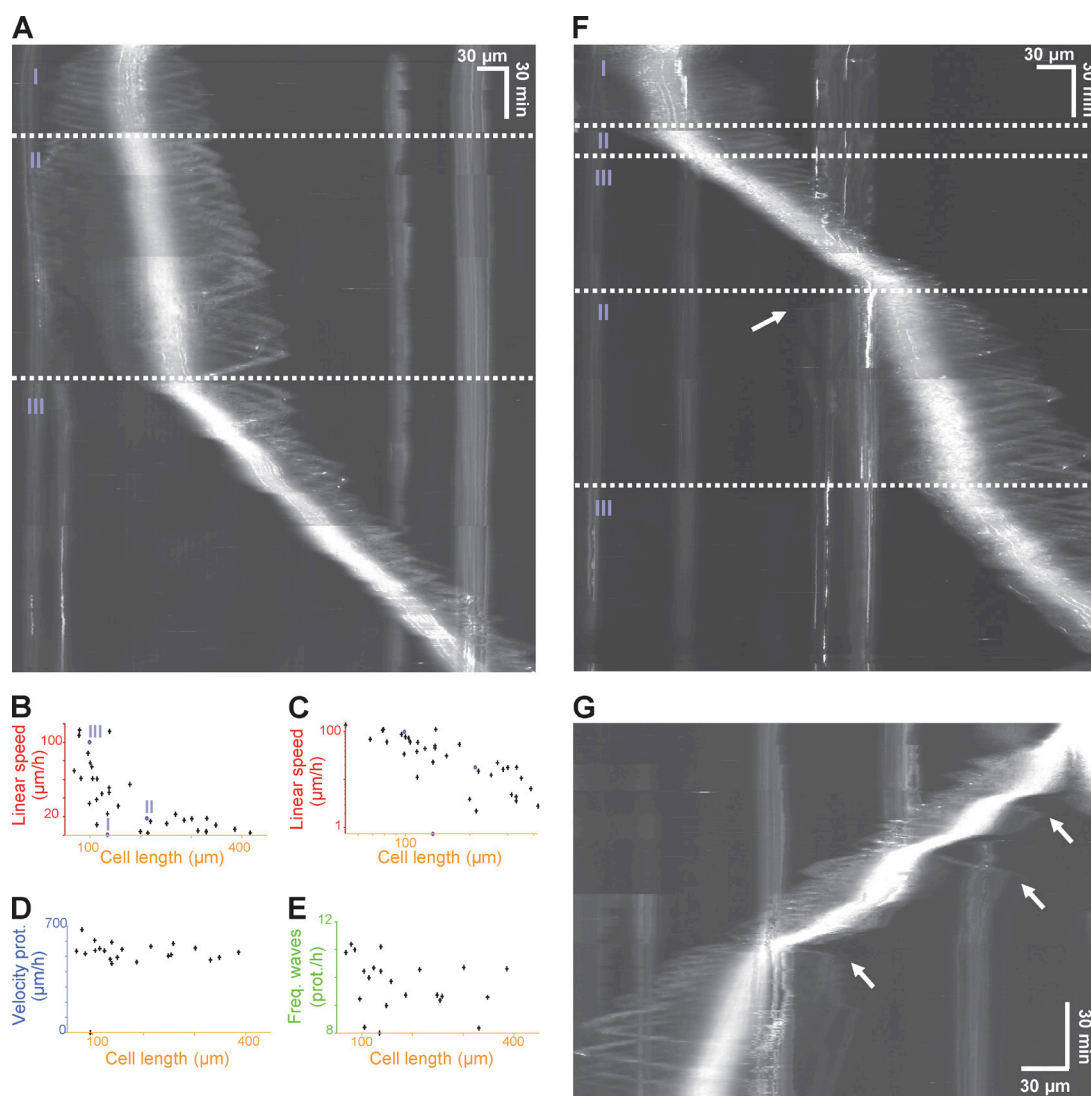 A
30 µm
30 min
I
II
III
F
30 µm
30 min
I
II
III
II
III
B
Linear speed
(µm/h)
100
20
III
II
I
100
400
Cell length (µm)
C
Linear speed
(µm/h)
100
1
100
Cell length (µm)
D
Velocity prot.
(µm/h)
700
0
100
400
Cell length (µm)
E
Freq. waves
(prot./h)
12
8
100
400
Cell length (µm)
G
30 min
30 µm